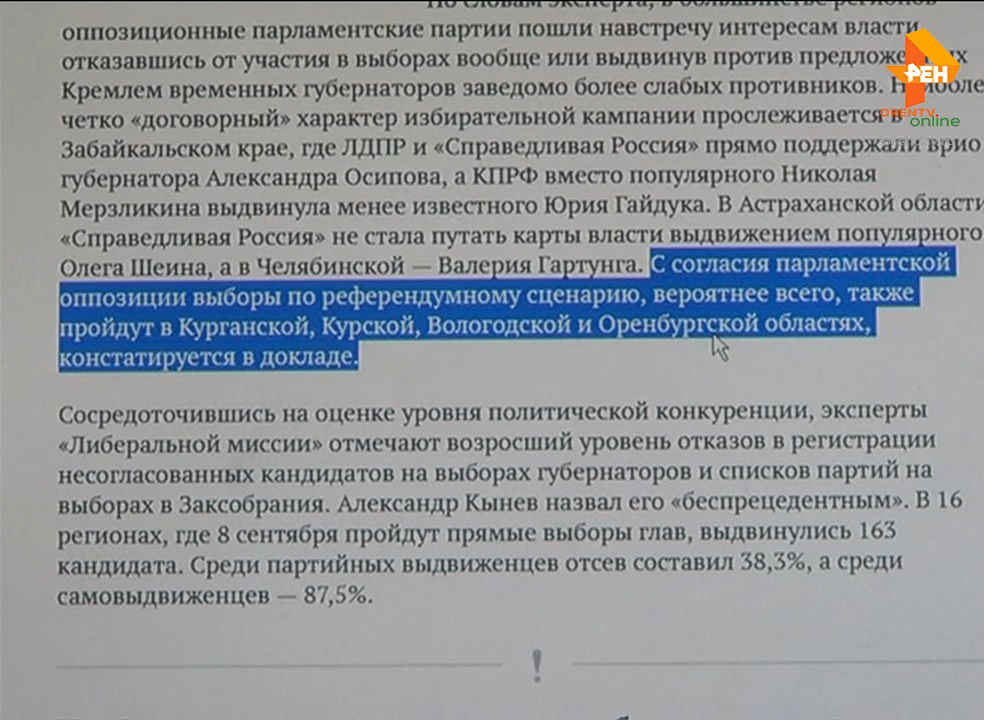 По словам эксперта, в большинстве регионов
оппозиционные парламентские партии пошли навстречу интересам власти,
отказавшись от участия в выборах вообще или выдвинув против
Кремлем временных губернаторов заведомо более слабых противников.
четко «договорный» характер избирательной кампании прослеживается в
Забайкальском крае, где ЛДПР и «Справедливая Россия» прямо поддержали врио
губернатора Александра Осипова, а КПРФ вместо популярного Николая
Мерзликина выдвинула менее известного Юрия Гайдука. В Астраханской области
«Справедливая Россия» не стала путать карты власти выдвижением популярного
Олега Шеина, а в Челябинской — Валерия Гартунга. С согласия парламентской
оппозиции выборы по референдумному сценарию, вероятнее всего, также
пройдут в Курганской, Курской, Вологодской и Оренбургской областях,
констатируется в докладе.
Сосредоточившись на оценке уровня политической конкуренции, эксперты
«Либеральной миссии» отмечают возросший уровень отказов в регистрации
несогласованных кандидатов на выборах губернаторов и списков партий на
выборах в Заксобрания. Александр Кынев назвал его «беспрецедентным». В 16
регионах, где 8 сентября пройдут прямые выборы глав, выдвинулись 163
кандидата. Среди партийных выдвиженцев отсев составил 38,3%, а среди
самовыдвиженцев — 87,5%.
!
РЕН
ORENTV
online